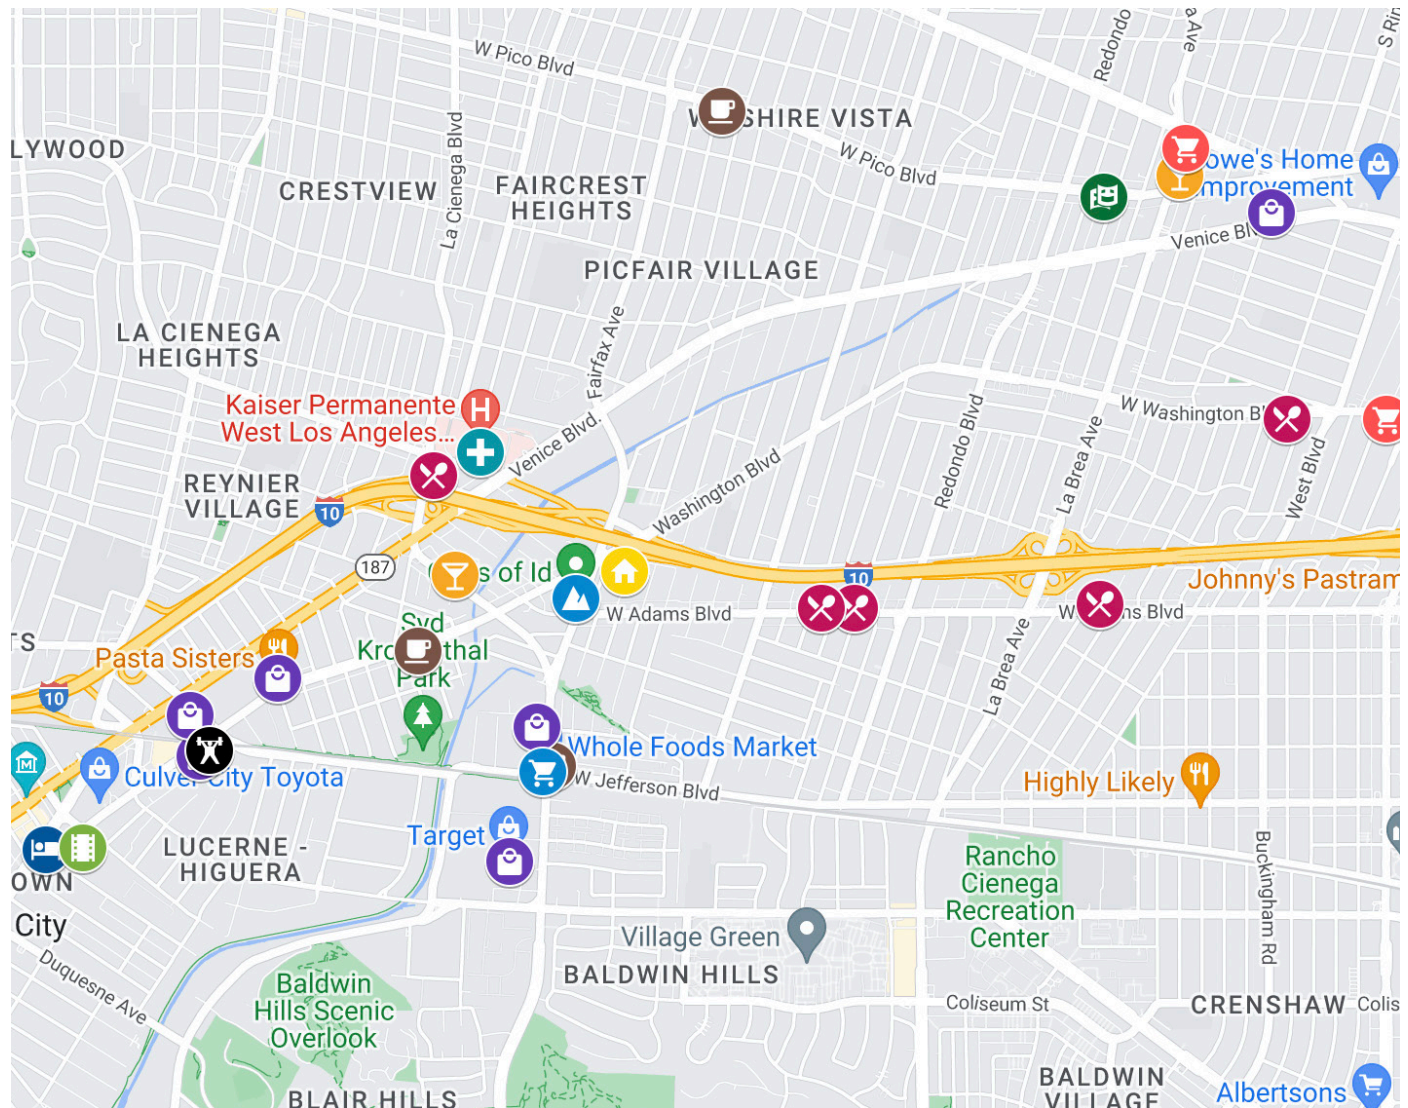 W Pico Blvd
Redondo
a Ave
S Rin
LYWOOD
La Cienega Blvd
SHIRE VISTA
W Pico Blvd
CRESTVIEW
FAIRCREST
HEIGHTS
owe's Home
mprovement
Venice Bl
PICFAIR VILLAGE
LA CIENEGA
HEIGHTS
Fairfax Ave
Kaiser Permanente
West Los Angeles...
H
Venice Blvd.
W Washington B
Redondo Blvd
La Brea Ave
West Blvd
REYNIER
VILLAGE
10
Washington Blvd
187
s of Id
10
Johnny's Pastram
W Adams Blvd
W
ns Blvd
TS
Syd
Kro
thal
Park
Pasta Sisters
La Brea Ave
10
M
Culver City Toyota
Whole Foods Market
W Jefferson Blvd
Highly Likely
Target
LUCERNE -
HIGUERA
OWN
City
Rancho
Cienega
Recreation
Center
Buckingham Rd
Village Green
BALDWIN HILLS
Duquesne Ave
Baldwin
Hills Scenic
Overlook
Coliseum St
CRENSHAW
Colis
BLAIR HILLS
BALDWIN
VILLAGE
Albertsons